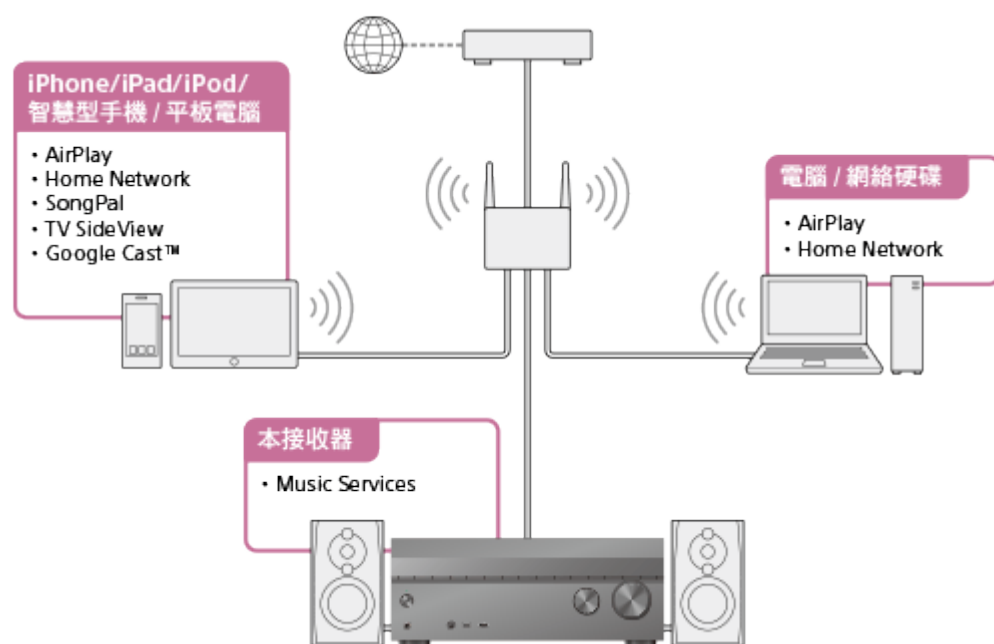 iPhone/iPad/iPod/
智慧型手機 / 平板電腦
・AirPlay
・Home Network
・SongPal
・TV SideView
・Google Cast™
電腦 / 網絡硬碟
・AirPlay
・Home Network
本接收器
・Music Services